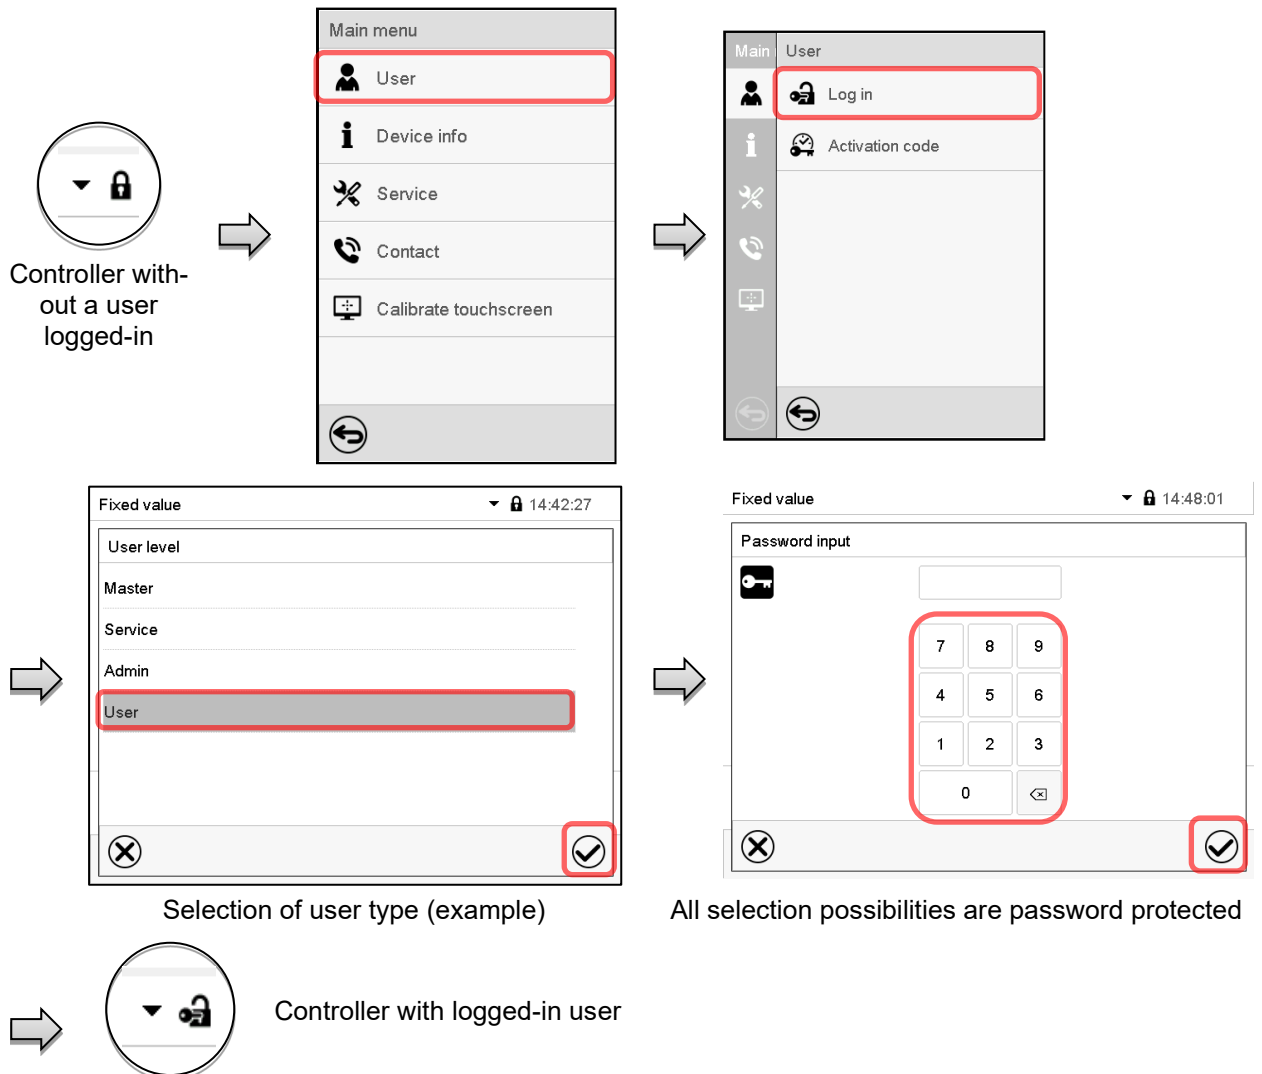 Main menu
User
Device info
Service
Contact
Calibrate touchscreen
Main
User
Log in
Activation code
Controller with-
out a user
logged-in
Fixed value
14:42:27
User level
Master
Service
Admin
User
Selection of user type (example)
Fixed value
14:48:01
Password input
7 8 9
4 5 6
1 2 3
0
All selection possibilities are password protected
Controller with logged-in user